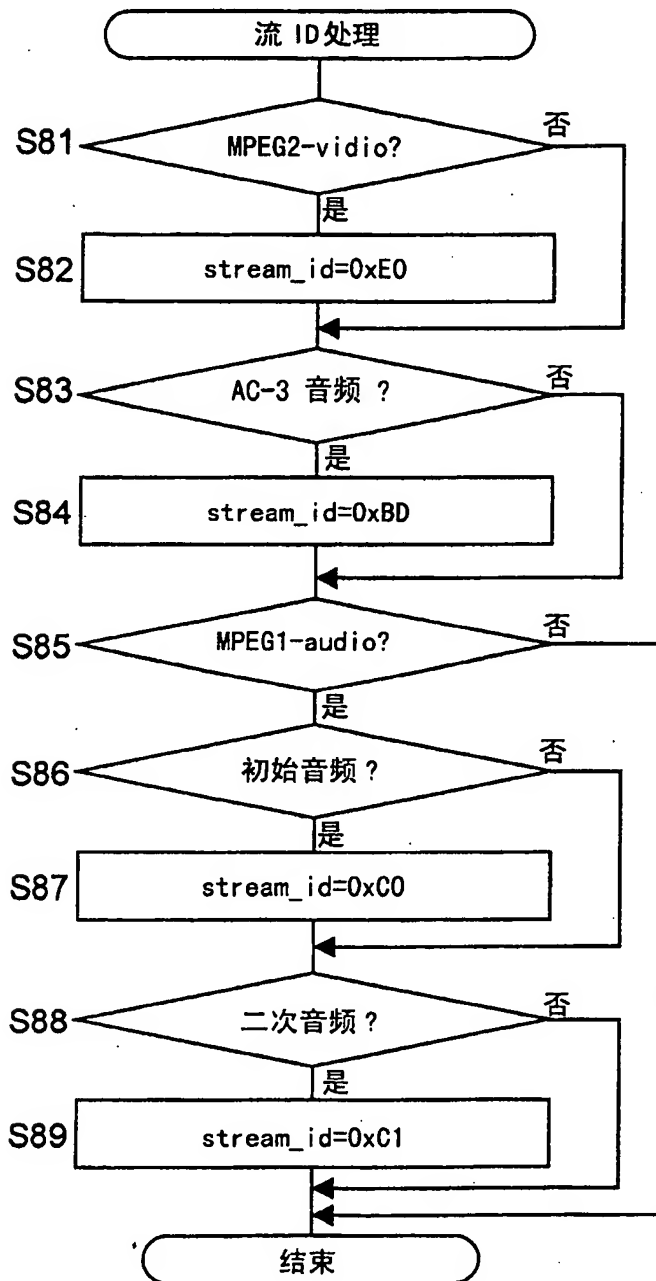 流 ID处理
S81
MPEG2-vidio?
否
是
S82
stream_id=0xE0
S83
AC-3 音频 ?
否
是
S84
stream_id=0xBD
S85
MPEG1-audio?
否
是
S86
初始音频?
否
是
S87
stream_id=0xC0
S88
二次音频?
否
是
S89
stream_id=0xC1
结束